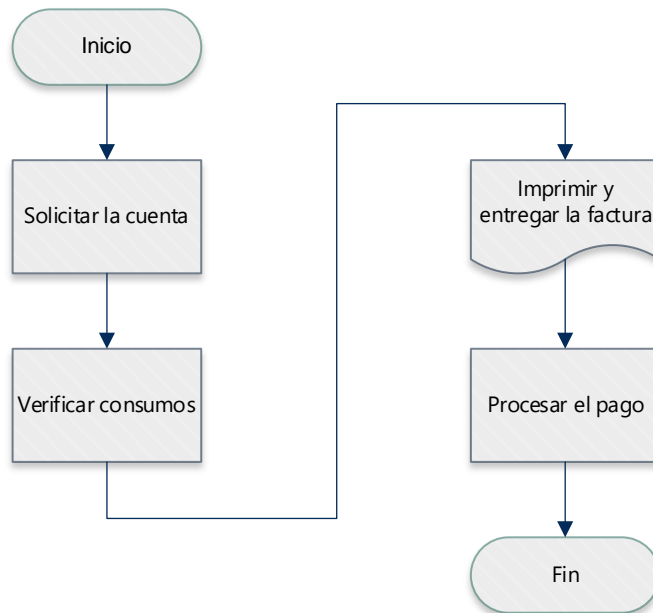 Inicio
Solicitar la cuenta
Verificar consumos
Imprimir y
entregar la factura
Procesar el pago
Fin